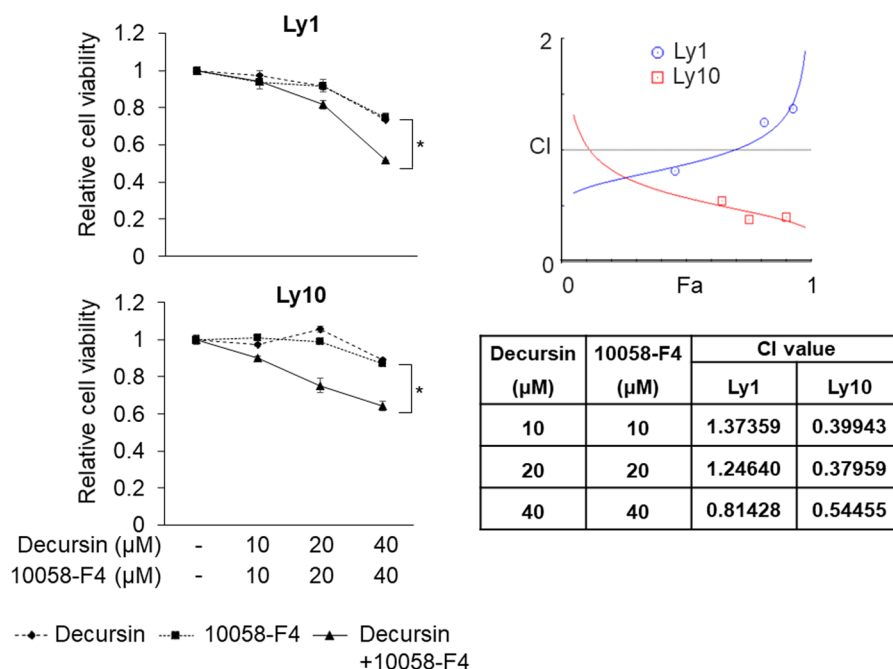 Ly1
Relative cell viability
1.2
1
0.8
0.6
0.4
0.2
0
*
Ly10
Relative cell viability
1.2
1
0.8
0.6
0.4
0.2
0
*
Decursin (µM) - 10 20 40
10058-F4 (µM) - 10 20 40
Decursin 10058-F4 Decursin
+10058-F4
2
CI
0
Ly1
Ly10
0 Fa 1
Decursin 10058-F4 CI value
(µM) (µM) Ly1 Ly10
10 10 1.37359 0.39943
20 20 1.24640 0.37959
40 40 0.81428 0.54455